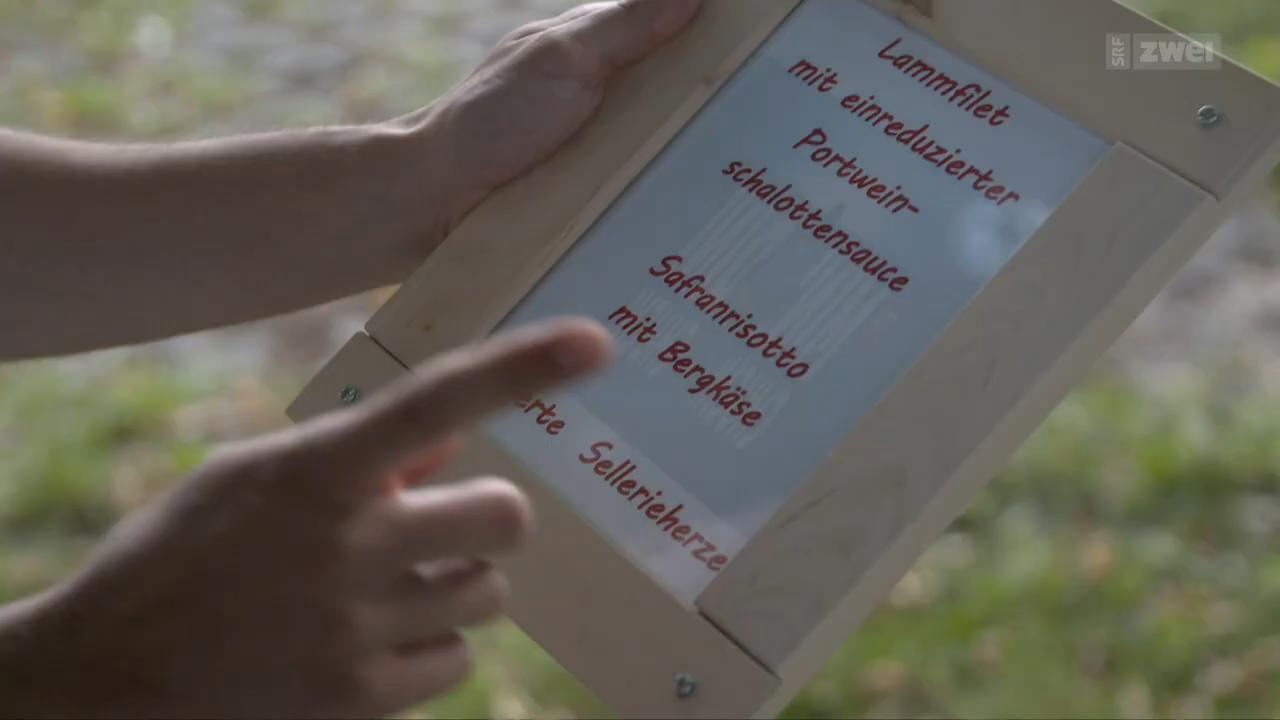 SRF zwei
Lammfilet
mit einreduzierter
Portwein-
schalottensauce
Safranrisotto
mit Bergkäse
Sellerieherze